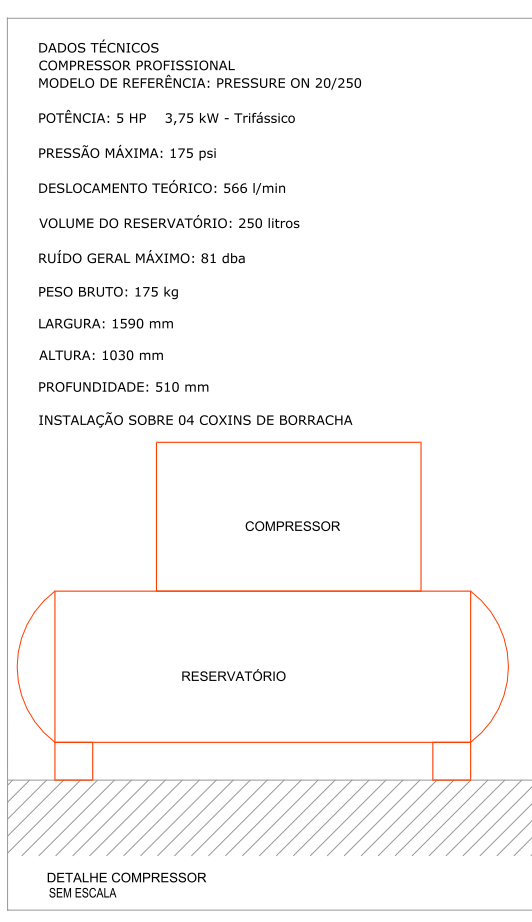 DADOS TÉCNICOS
COMPRESSOR PROFISSIONAL
MODELO DE REFERÊNCIA: PRESSURE ON 20/250
POTÊNCIA: 5 HP 3,75 kW - Trifássico
PRESSÃO MÁXIMA: 175 psi
DESLOCAMENTO TEÓRICO: 566 l/min
VOLUME DO RESERVATÓRIO: 250 litros
RUÍDO GERAL MÁXIMO: 81 dba
PESO BRUTO: 175 kg
LARGURA: 1590 mm
ALTURA: 1030 mm
PROFUNDIDADE: 510 mm
INSTALAÇÃO SOBRE 04 COXINS DE BORRACHA
COMPRESSOR
RESERVATÓRIO
DETALHE COMPRESSOR
SEM ESCALA